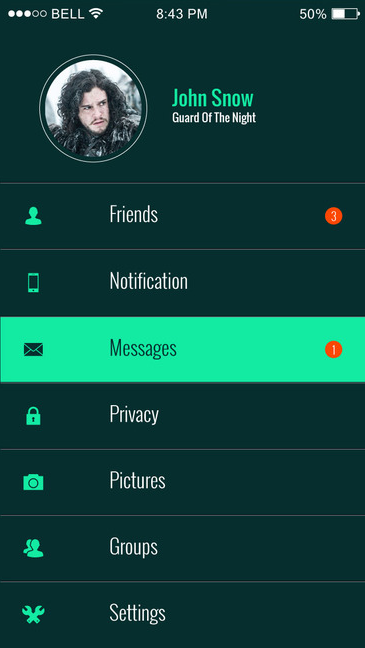 BELL 8:43 PM 50%
John Snow
Guard Of The Night
Friends 3
Notification
Messages 1
Privacy
Pictures
Groups
Settings